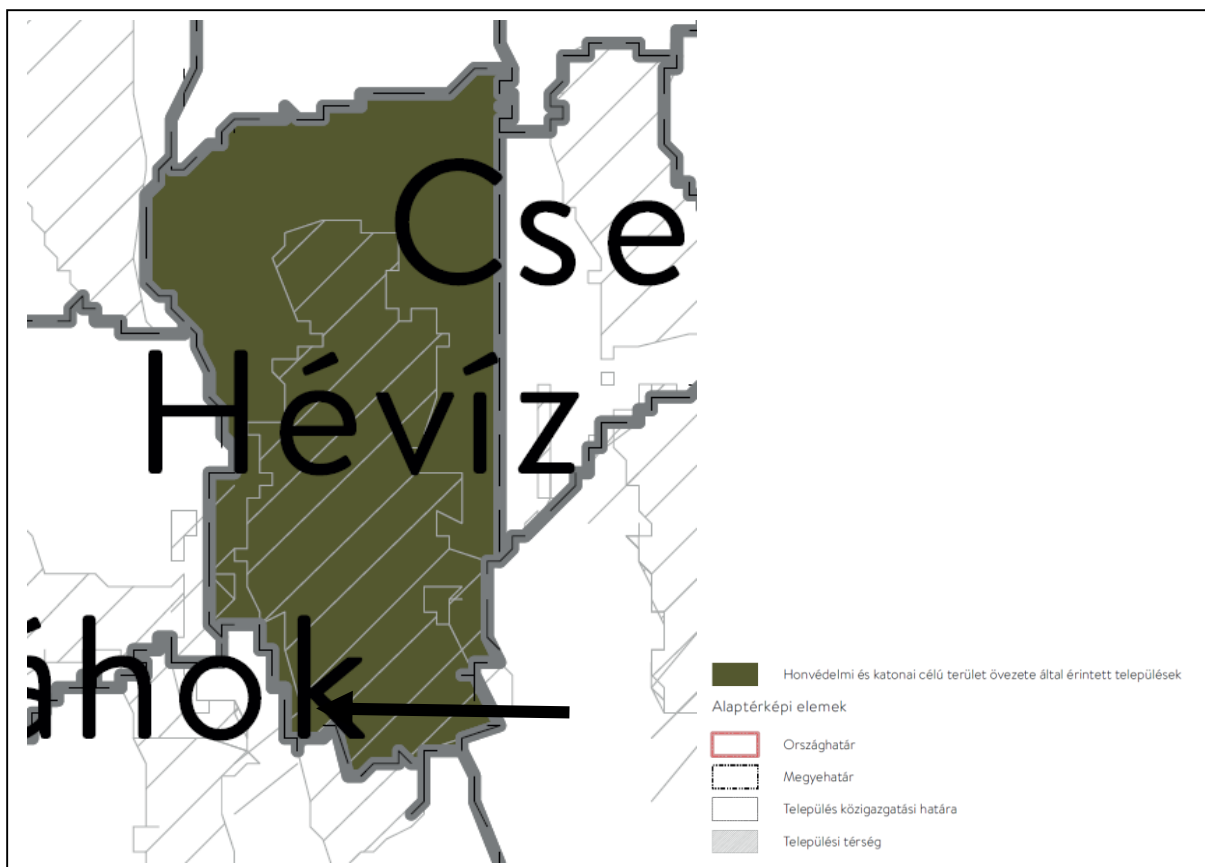 Cse
Hévíz
áhok
Honvédelmi és katonai célú terület övezete által érintett települések
Alaptérképi elemek
Országhatár
Megyehatár
Település közigazgatási határa
Települési térség